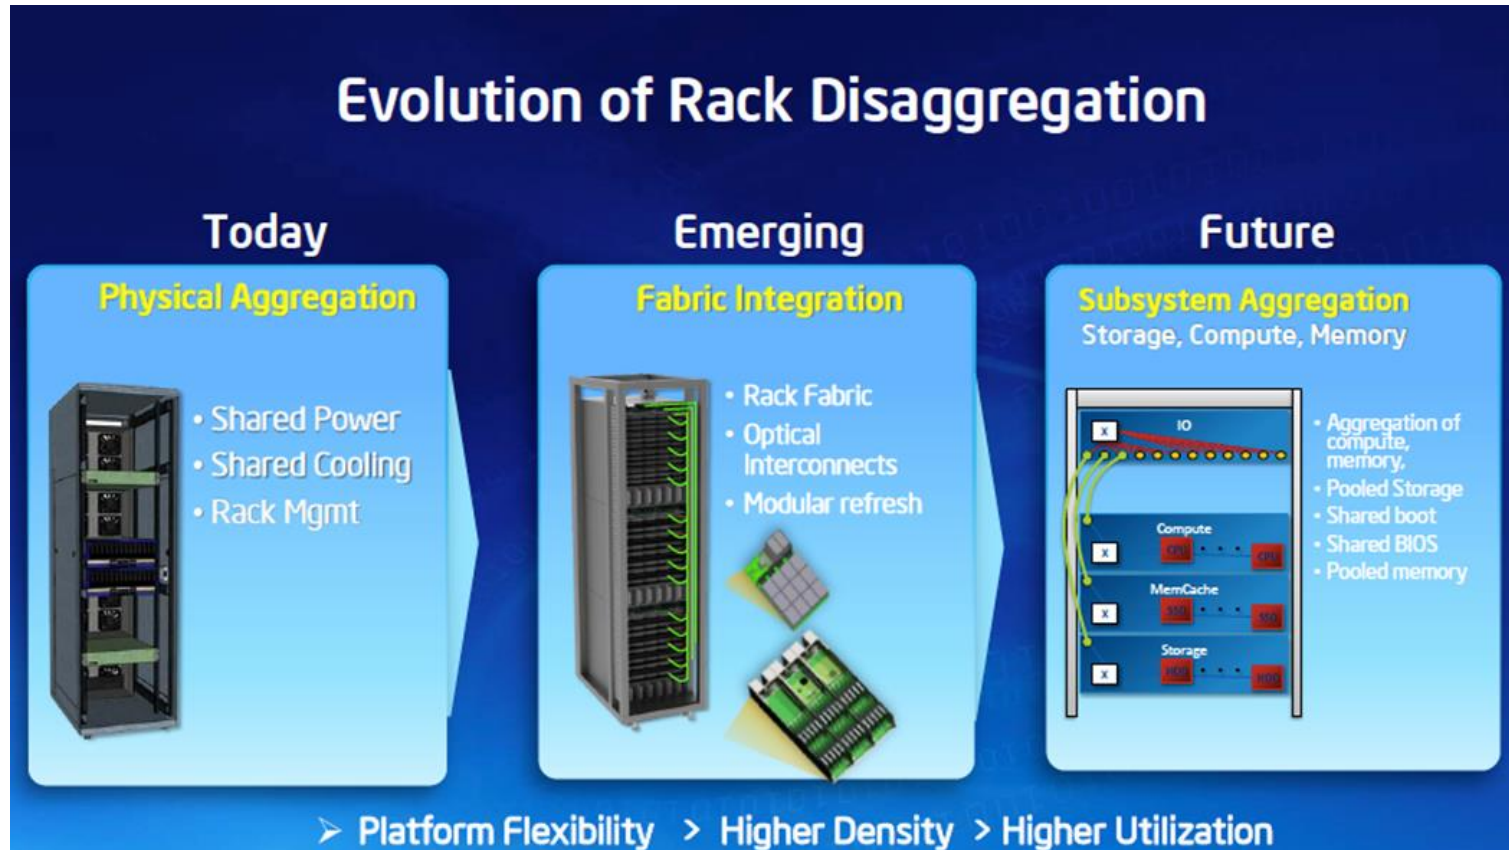 Evolution of Rack Disaggregation
Today
Physical Aggregation
• Shared Power
• Shared Cooling
• Rack Mgmt
Emerging
Fabric Integration
• Rack Fabric
• Optical
Interconnects
• Modular refresh
Future
Subsystem Aggregation
Storage, Compute, Memory
X
IO
Compute
X
CPU
CPU
MemCache
X
SSD
SSD
Storage
X
HDD
HDD
• Aggregation of
compute,
memory,
• Pooled Storage
• Shared boot
• Shared BIOS
• Pooled memory
➢ Platform Flexibility > Higher Density > Higher Utilization